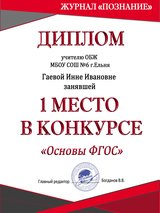 ЖУРНАЛ «ПОЗНАНИЕ»
ДИПЛОМ
учителю ОБЖ
МБОУ СОШ №6 г.Ельня
Гаевой Инне Ивановне
занявшей
1 МЕСТО
В КОНКУРСЕ
«Основы ФГОС»
Главный редактор Богданов В.В.